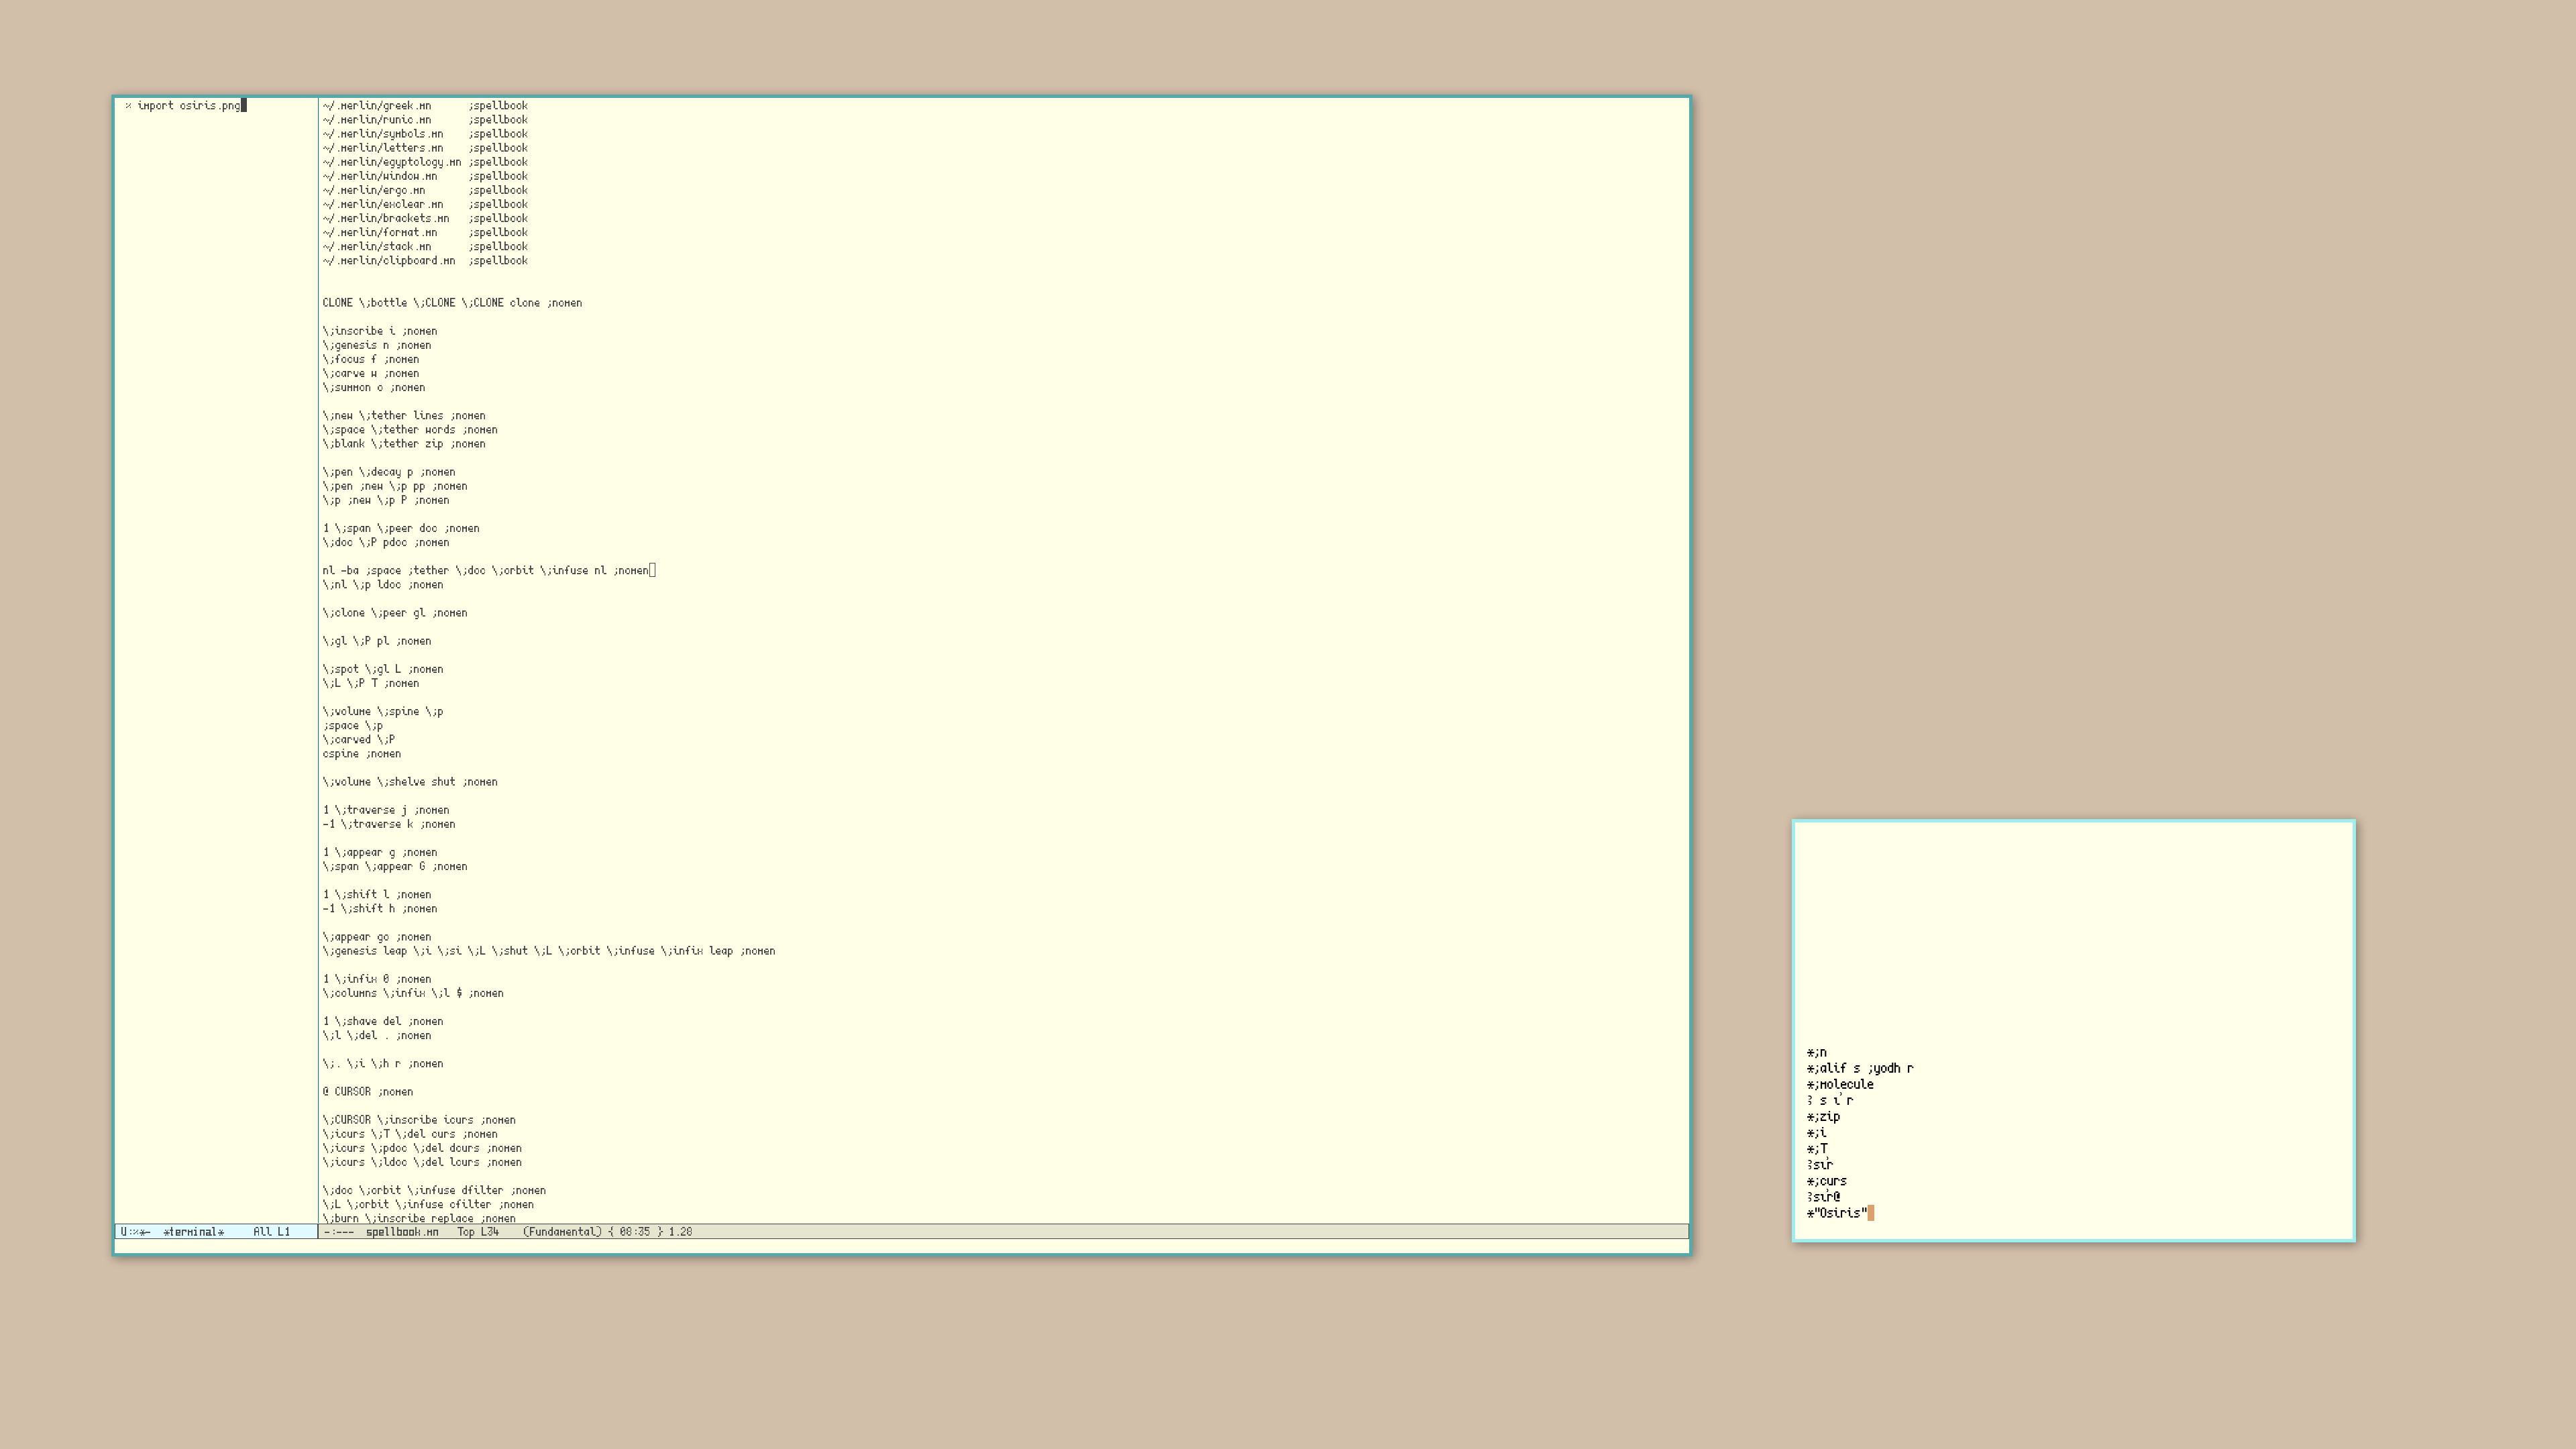 % import osiris.png
~/.merlin/greek.mn      ;spellbook
~/.merlin/runic.mn      ;spellbook
~/.merlin/symbols.mn    ;spellbook
~/.merlin/letters.mn    ;spellbook
~/.merlin/egyptology.mn ;spellbook
~/.merlin/window.mn     ;spellbook
~/.merlin/ergo.mn       ;spellbook
~/.merlin/exclear.mn    ;spellbook
~/.merlin/brackets.mn   ;spellbook
~/.merlin/format.mn     ;spellbook
~/.merlin/stack.mn      ;spellbook
~/.merlin/clipboard.mn  ;spellbook
CLONE \;bottle \;CLONE \;CLONE clone ;nomen
\;inscribe i ;nomen
\;genesis n ;nomen
\;focus f ;nomen
\;carve w ;nomen
\;summon o ;nomen
\;new \;tether lines ;nomen
\;space \;tether words ;nomen
\;blank \;tether zip ;nomen
\;pen \;decay p ;nomen
\;pen ;new \;p pp ;nomen
\;p ;new \;p P ;nomen
1 \;span \;peer doc ;nomen
\;doc \;P pdoc ;nomen
nl -ba ;space ;tether \;doc \;orbit \;infuse nl ;nomen
\;nl \;p ldoc ;nomen
\;clone \;peer gl ;nomen
\;gl \;P pl ;nomen
\;spot \;gl L ;nomen
\;L \;P T ;nomen
\;volume \;spine \;p
;space \;p
\;carved \;P
cspine ;nomen
\;volume \;shelve shut ;nomen
1 \;traverse j ;nomen
-1 \;traverse k ;nomen
1 \;appear g ;nomen
\;span \;appear G ;nomen
1 \;shift l ;nomen
-1 \;shift h ;nomen
\;appear go ;nomen
\;genesis leap \;i \;si \;L \;shut \;L \;orbit \;infuse \;infix leap ;nomen
1 \;infix 0 ;nomen
\;columns \;infix \;l $ ;nomen
1 \;shave del ;nomen
\;l \;del . ;nomen
\;. \;i \;h r ;nomen
@ CURSOR ;nomen
\;CURSOR \;inscribe icurs ;nomen
\;icurs \;T \;del curs ;nomen
\;icurs \;pdoc \;del dcurs ;nomen
\;icurs \;ldoc \;del lcurs ;nomen
\;doc \;orbit \;infuse dfilter ;nomen
\;L \;orbit \;infuse cfilter ;nomen
\;burn \;inscribe replace ;nomen
U:%*-  *terminal*     All L1
-:---  spellbook.mn   Top L34    (Fundamental) { 08:35 } 1.28
*;n
*;alif s ;yodh r
*;molecule
ꜣ s ı͗ r
*;zip
*;i
*;T
ꜣsı͗r
*;curs
ꜣsı͗r@
*"Osiris"